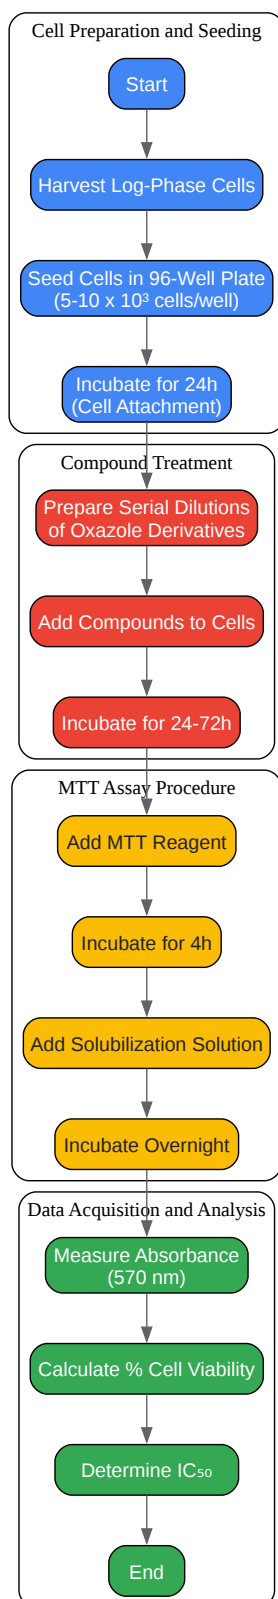 Cell Preparation and Seeding
Start
Harvest Log-Phase Cells
Seed Cells in 96-Well Plate
(5-10 x 10³ cells/well)
Incubate for 24h
(Cell Attachment)
Compound Treatment
Prepare Serial Dilutions
of Oxazole Derivatives
Add Compounds to Cells
Incubate for 24-72h
MTT Assay Procedure
Add MTT Reagent
Incubate for 4h
Add Solubilization Solution
Incubate Overnight
Data Acquisition and Analysis
Measure Absorbance
(570 nm)
Calculate % Cell Viability
Determine IC₅₀
End